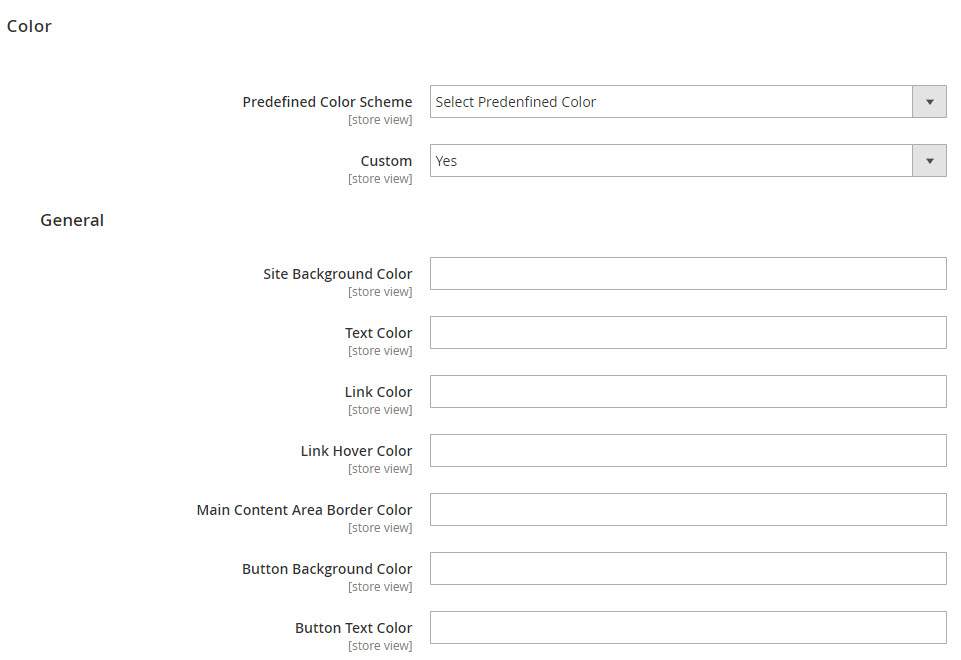 Color
Predefined Color Scheme
[store view]
Select Predenfined Color
Custom
[store view]
Yes
General
Site Background Color
[store view]
Text Color
[store view]
Link Color
[store view]
Link Hover Color
[store view]
Main Content Area Border Color
[store view]
Button Background Color
[store view]
Button Text Color
[store view]